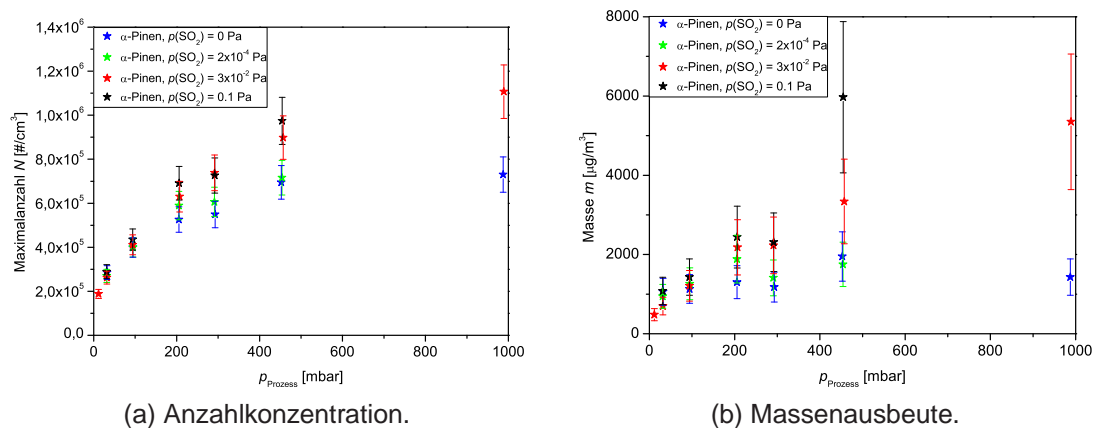 1,4x10⁶
1,2x10⁶
1,0x10⁶
8,0x10⁵
6,0x10⁵
4,0x10⁵
2,0x10⁵
0,0
Maximalanzahl N [#/cm³]
α-Pinen, p(SO₂) = 0 Pa
α-Pinen, p(SO₂) = 2x10⁻⁴ Pa
α-Pinen, p(SO₂) = 3x10⁻² Pa
α-Pinen, p(SO₂) = 0.1 Pa
0 200 400 600 800 1000
p_Prozess [mbar]
(a) Anzahlkonzentration.
8000
6000
4000
2000
0
Masse m [µg/m³]
α-Pinen, p(SO₂) = 0 Pa
α-Pinen, p(SO₂) = 2x10⁻⁴ Pa
α-Pinen, p(SO₂) = 3x10⁻² Pa
α-Pinen, p(SO₂) = 0.1 Pa
0 200 400 600 800 1000
p_Prozess [mbar]
(b) Massenausbeute.